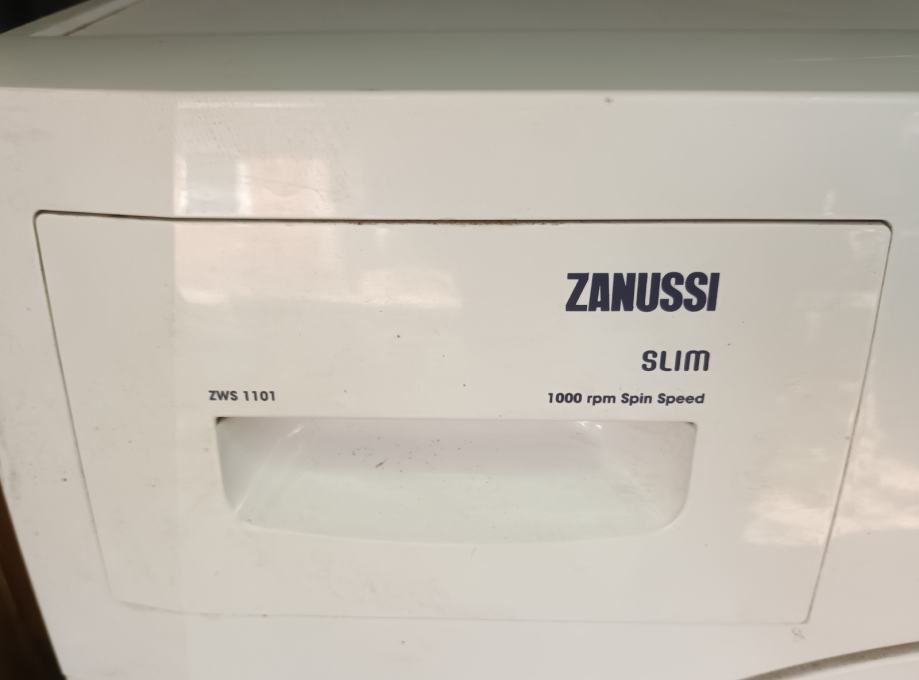 ZANUSSI
SLIM
ZWS 1101
1000 rpm Spin Speed